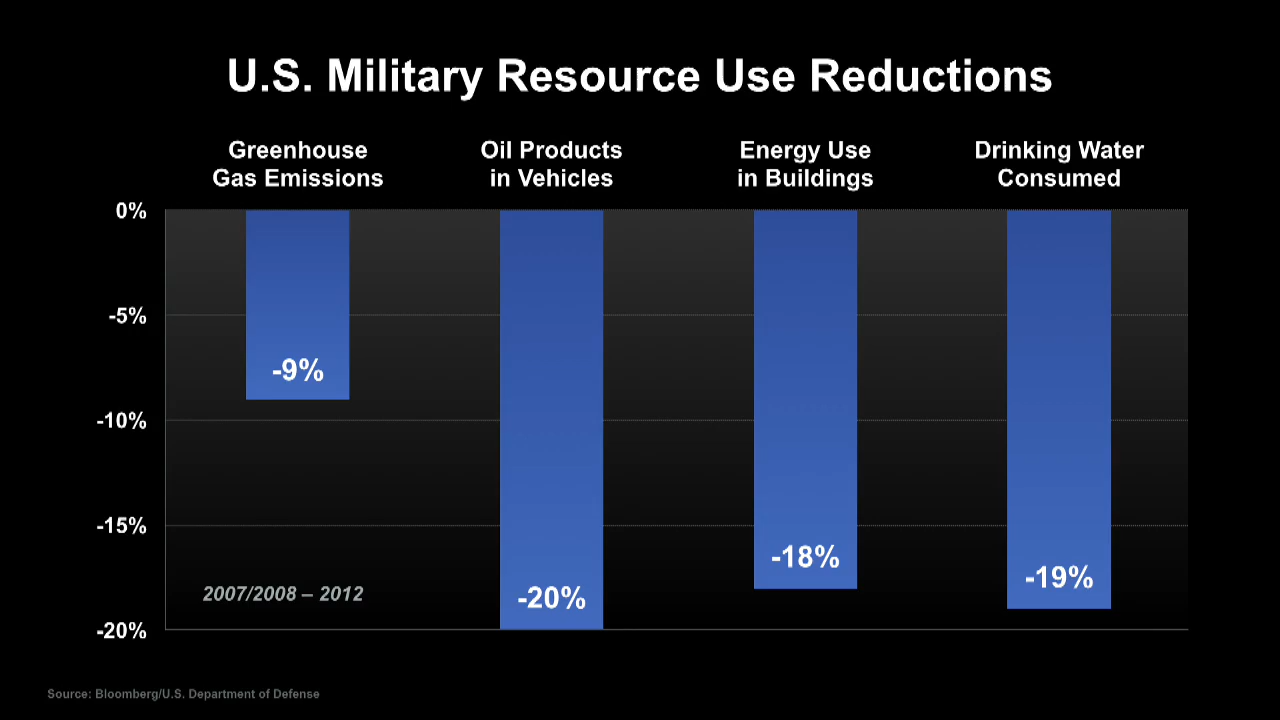 U.S. Military Resource Use Reductions
Greenhouse
Gas Emissions
Oil Products
in Vehicles
Energy Use
in Buildings
Drinking Water
Consumed
0%
-5%
-10%
-15%
-20%
-9%
-20%
-18%
-19%
2007/2008 – 2012
Source: Bloomberg/U.S. Department of Defense